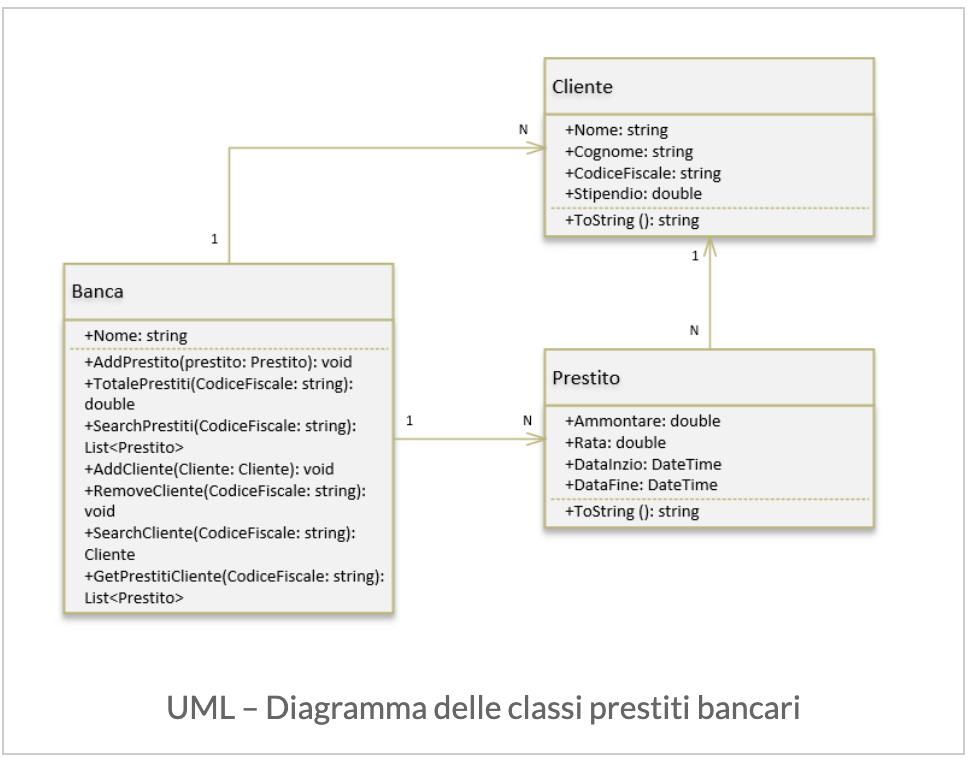 Cliente
+Nome: string
+Cognome: string
+CodiceFiscale: string
+Stipendio: double
+ToString (): string
N
1
Banca
+Nome: string
+AddPrestito(prestito: Prestito): void
+TotalePrestiti(CodiceFiscale: string):
double
+SearchPrestiti(CodiceFiscale: string):
List<Prestito>
+AddCliente(Cliente: Cliente): void
+RemoveCliente(CodiceFiscale: string):
void
+SearchCliente(CodiceFiscale: string):
Cliente
+GetPrestitiCliente(CodiceFiscale: string):
List<Prestito>
1
N
1
N
Prestito
+Ammontare: double
+Rata: double
+DataInzio: DateTime
+DataFine: DateTime
+ToString (): string
UML – Diagramma delle classi prestiti bancari